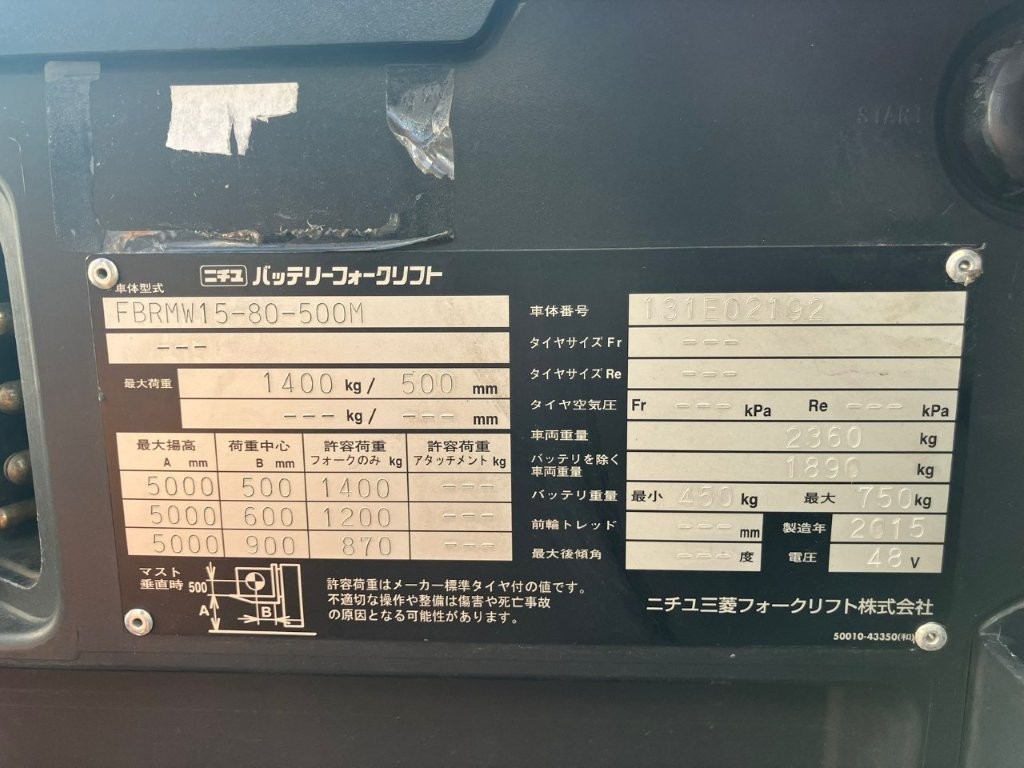 START
ニチユ バッテリーフォークリフト
車体型式
FBRMW15-80-500M
---
最大荷重 1400 kg/ 500 mm
--- kg/ --- mm
最大揚高 A mm 荷重中心 B mm 許容荷重 フォークのみ kg 許容荷重 アタッチメント kg
5000 500 1400 ---
5000 600 1200 ---
5000 900 870 ---
マスト垂直時 500 A B
許容荷重はメーカー標準タイヤ付の値です。
不適切な操作や整備は傷害や死亡事故
の原因となる可能性があります。
車体番号 131E02192
タイヤサイズ Fr ---
タイヤサイズ Re ---
タイヤ空気圧 Fr --- kPa Re --- kPa
車両重量 2360 kg
バッテリを除く車両重量 1890 kg
バッテリ重量 最小 450 kg 最大 750 kg
前輪トレッド --- mm 製造年 2015
最大後傾角 --- 度 電圧 48 V
ニチユ三菱フォークリフト株式会社
50010-43350(和)